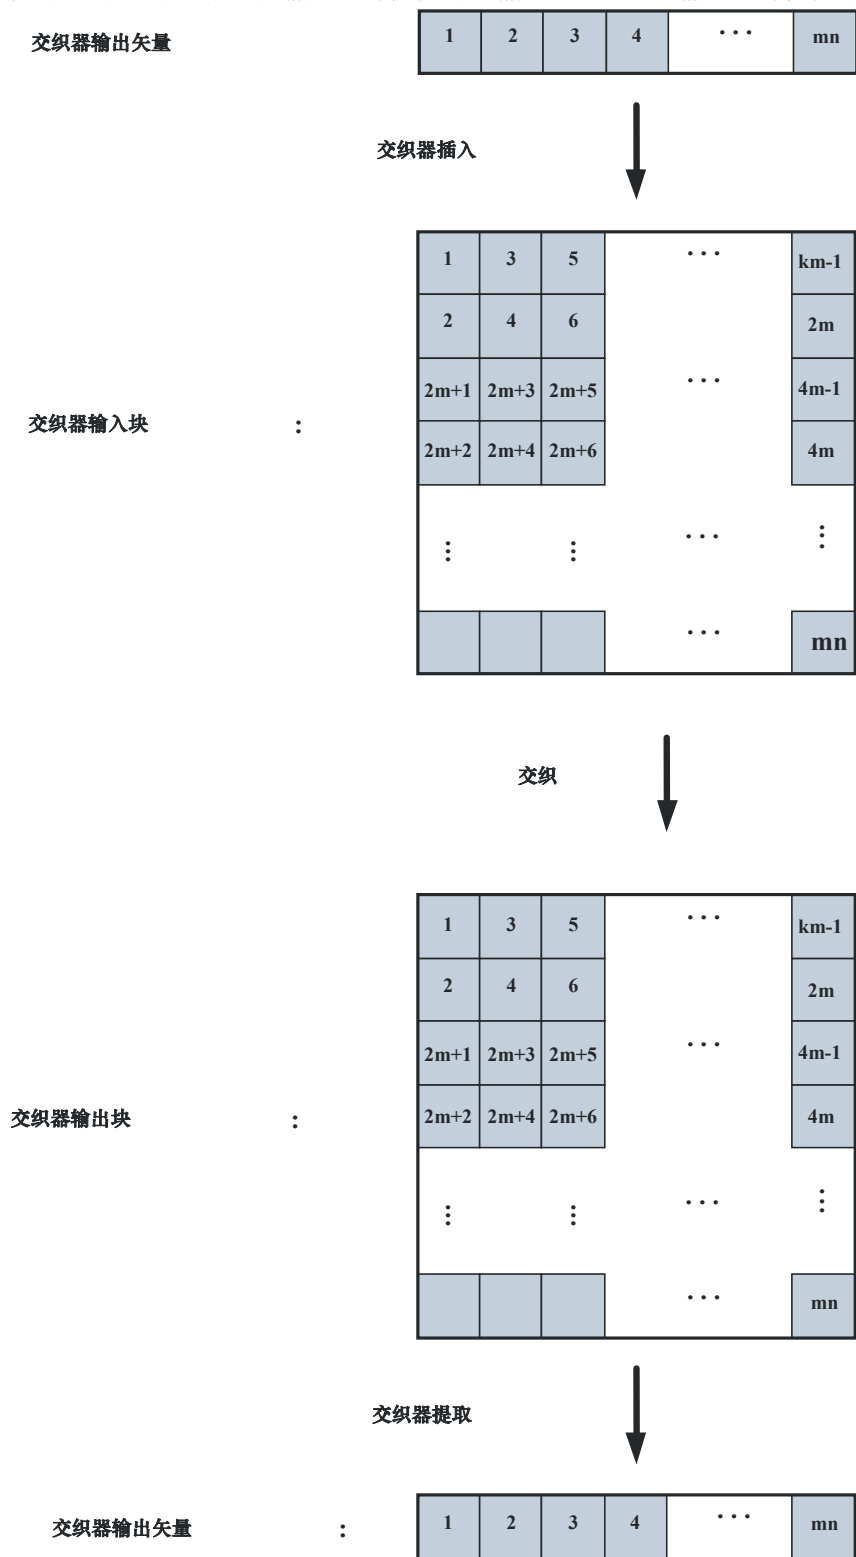 交织器输出矢量 1 2 3 4 ··· mn
交织器插入
1 3 5 ··· km-1
2 4 6 2m
2m+1 2m+3 2m+5 ··· 4m-1
交织器输入块 :
2m+2 2m+4 2m+6 4m
⋮ ⋮ ··· ⋮
··· mn
交织
1 3 5 ··· km-1
2 4 6 2m
2m+1 2m+3 2m+5 ··· 4m-1
交织器输出块 :
2m+2 2m+4 2m+6 4m
⋮ ⋮ ··· ⋮
··· mn
交织器提取
交织器输出矢量 : 1 2 3 4 ··· mn